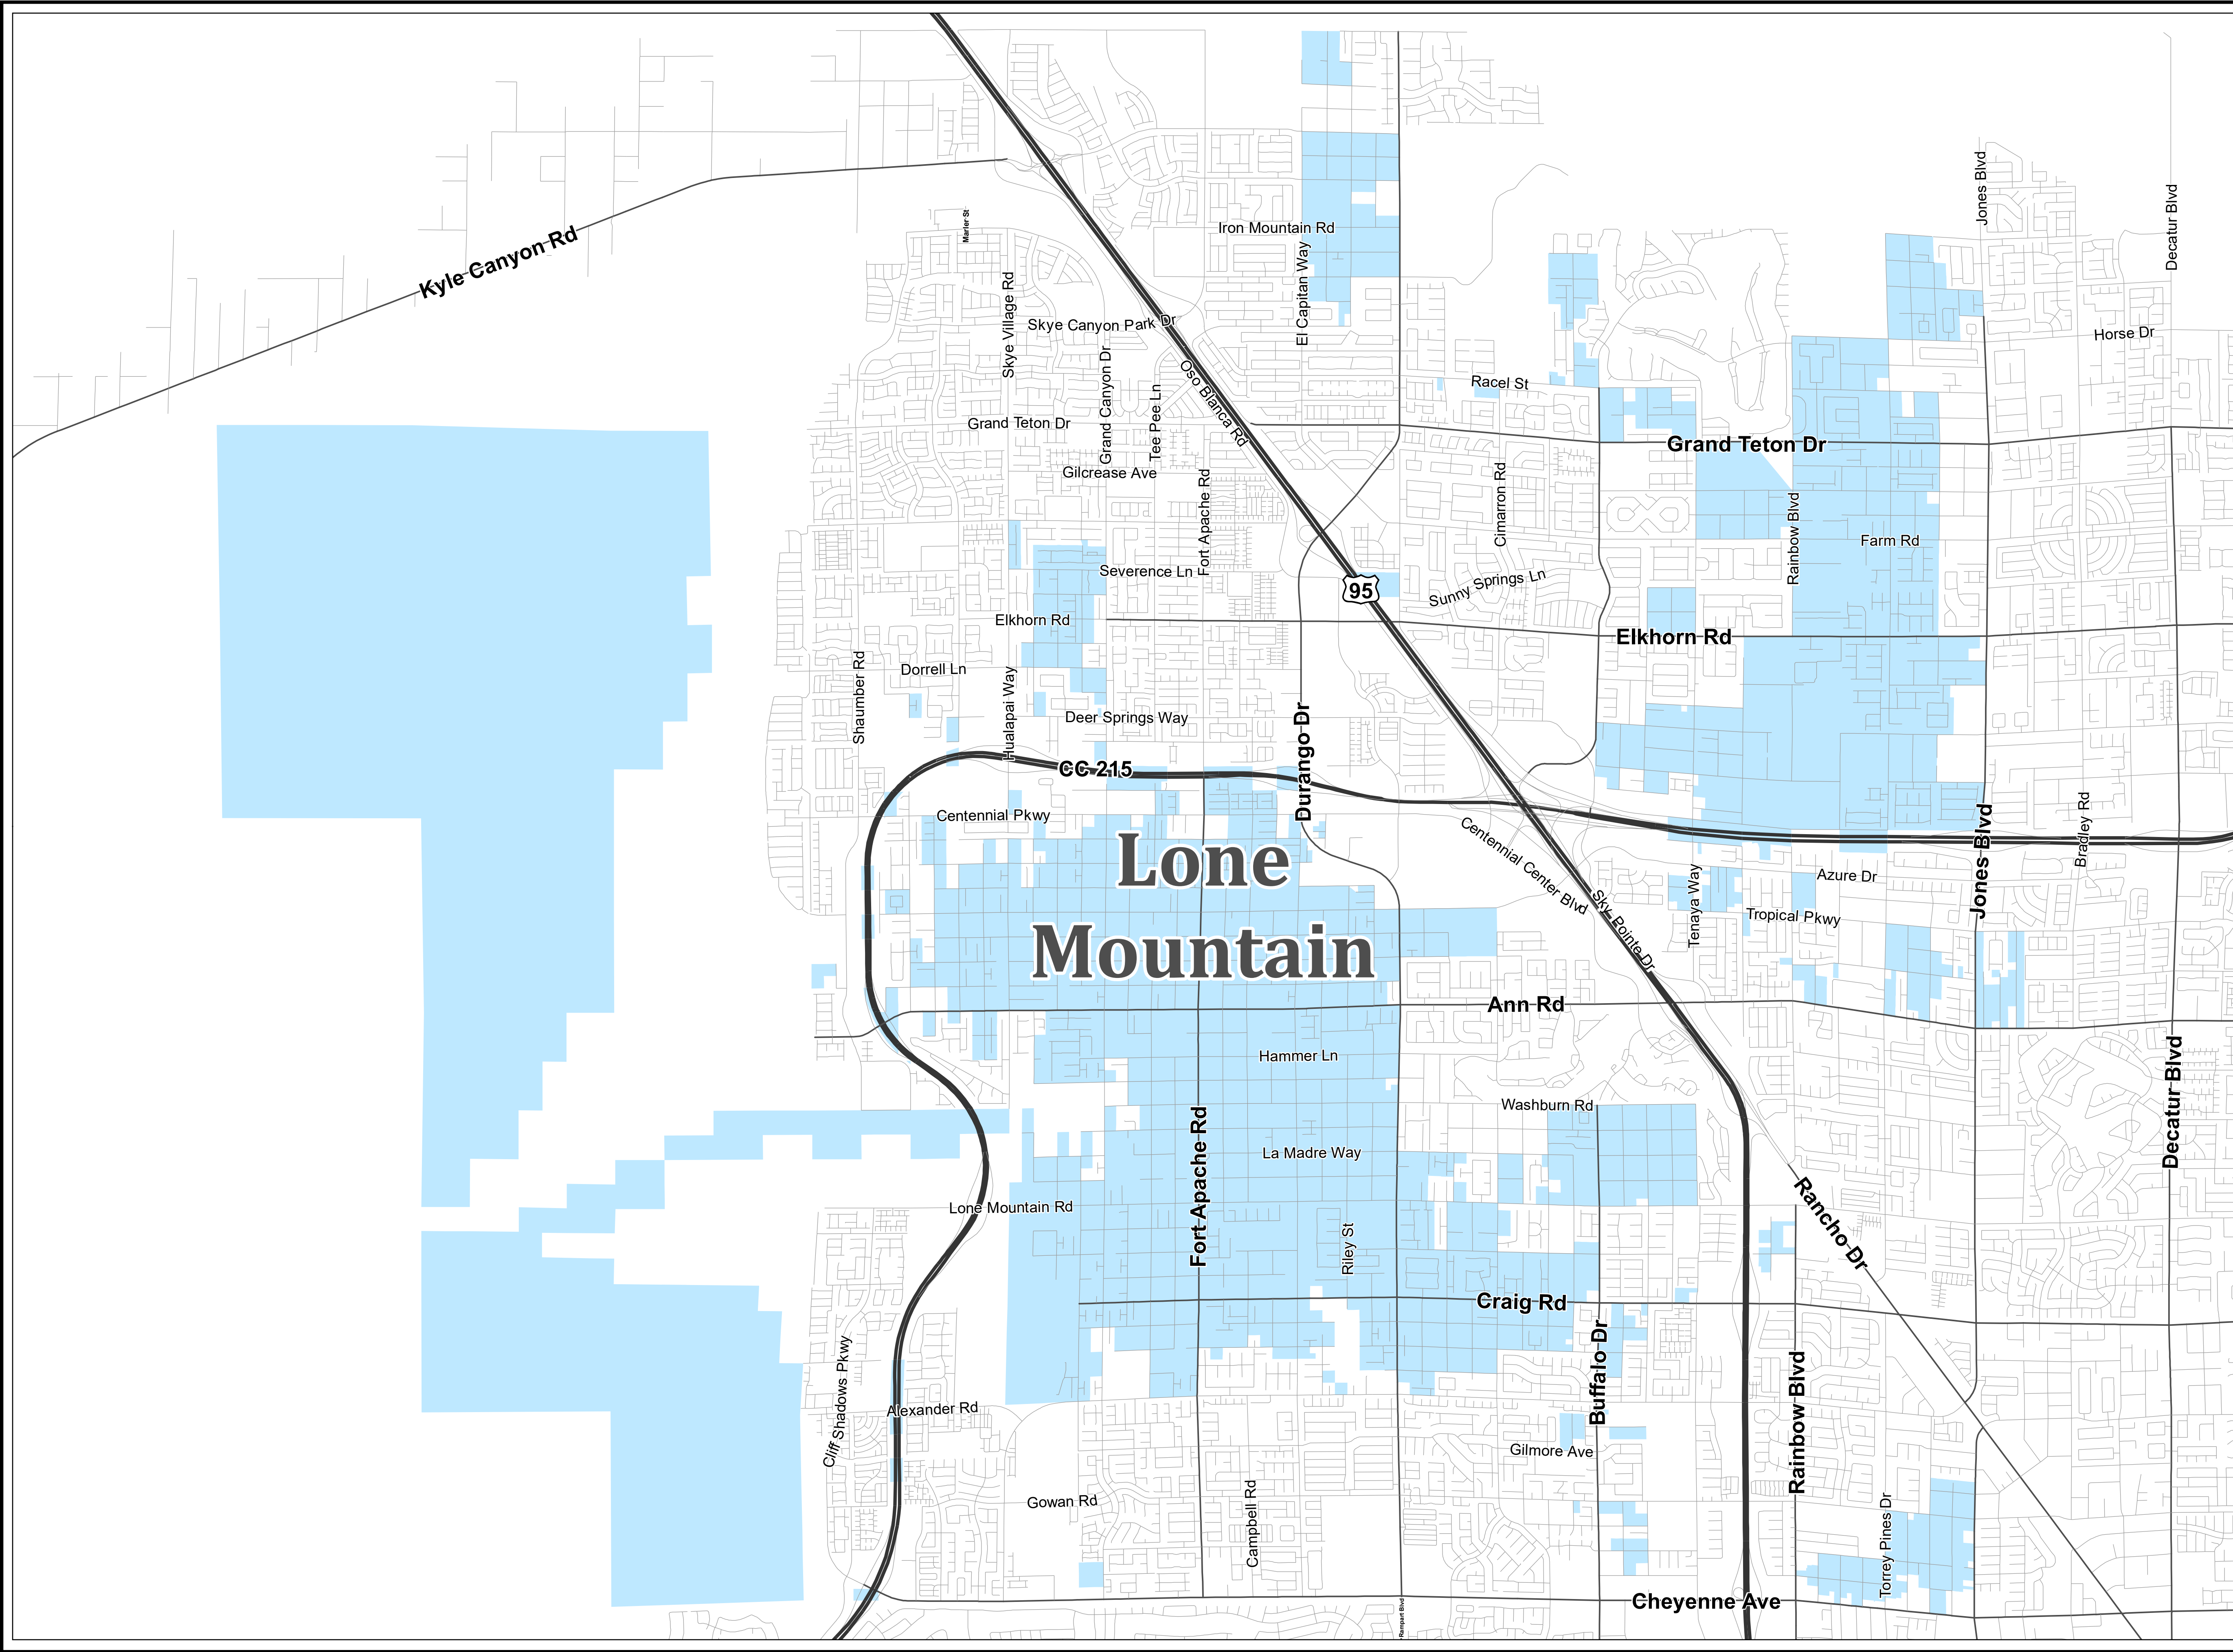 Jones Blvd
Decatur Blvd
Marler St
Iron Mountain Rd
Kyle Canyon Rd
El Capitan Way
Skye Village Rd
Skye Canyon Park Dr
Horse Dr
Grand Canyon Dr
Oso Blanca Rd
Racel St
Tee Pee Ln
Grand Teton Dr
Grand Teton Dr
Gilcrease Ave
Fort Apache Rd
Cimarron Rd
Rainbow Blvd
Farm Rd
Severence Ln
Sunny Springs Ln
95
Elkhorn Rd
Elkhorn Rd
Shaumber Rd
Dorrell Ln
Hualapai Way
Deer Springs Way
Durango Dr
CC 215
Centennial Pkwy
Centennial Center Blvd
Jones Blvd
Bradley Rd
Lone
Mountain
Azure Dr
Tenaya Way
Sky Pointe Dr
Tropical Pkwy
Ann Rd
Hammer Ln
Washburn Rd
Decatur Blvd
Fort Apache Rd
La Madre Way
Lone Mountain Rd
Rancho Dr
Riley St
Craig Rd
Buffalo Dr
Cliff Shadows Pkwy
Rainbow Blvd
Alexander Rd
Gilmore Ave
Gowan Rd
Campbell Rd
Torrey Pines Dr
Cheyenne Ave
Rampart Blvd